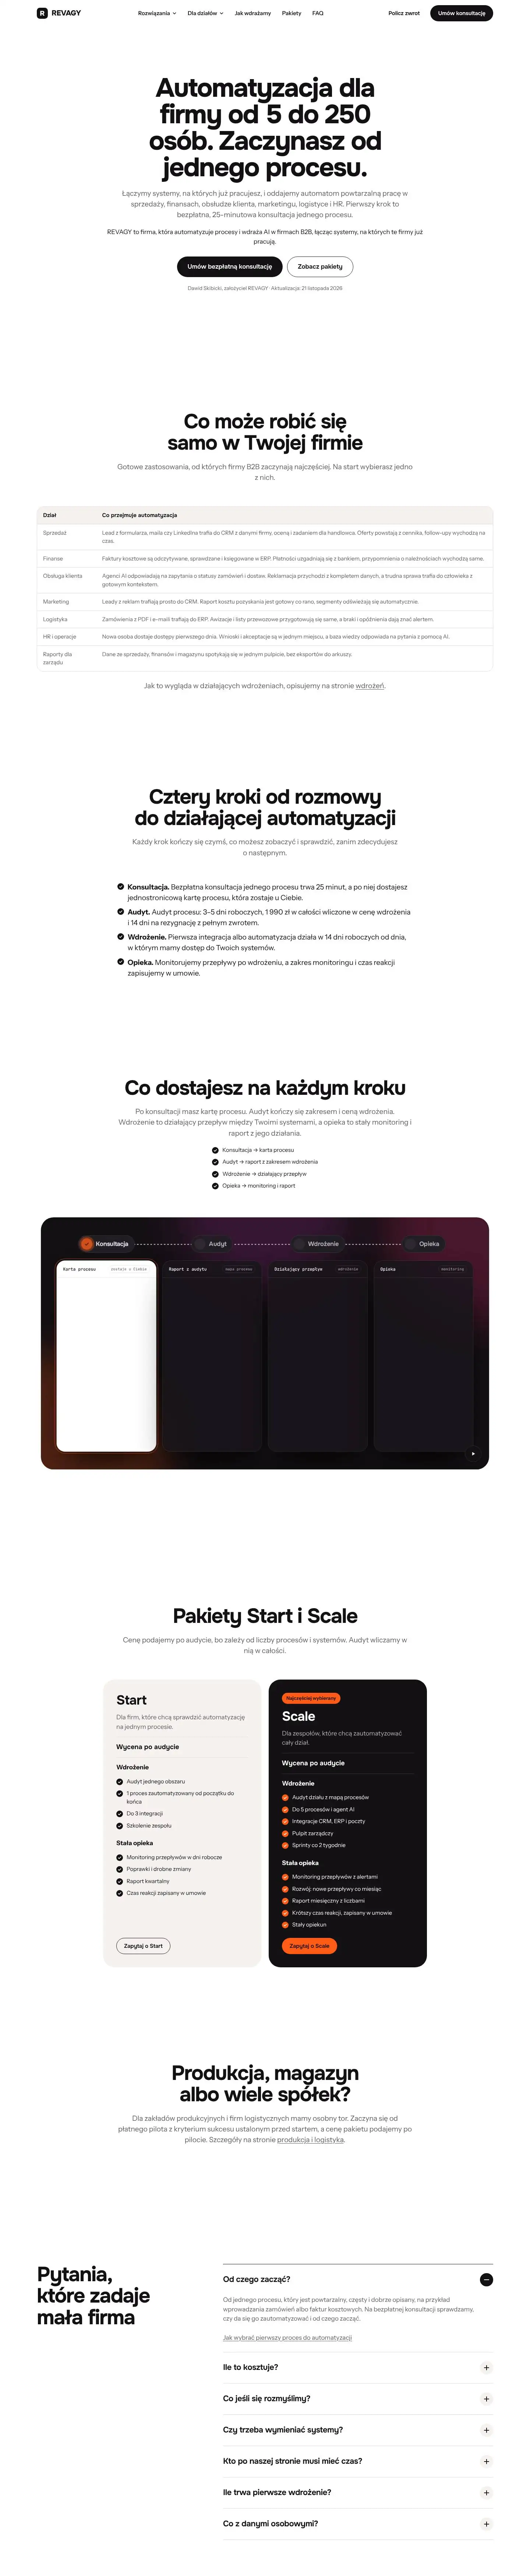 R REVAGY
Rozwiązania
Dla działów
Jak wdrażamy
Pakiety
FAQ
Policz zwrot
Umów konsultację
Automatyzacja dla
firmy od 5 do 250
osób. Zaczynasz od
jednego procesu.
Łączymy systemy, na których już pracujesz, i oddajemy automatom powtarzalną pracę w
sprzedaży, finansach, obsłudze klienta, marketingu, logistyce i HR. Pierwszy krok to
bezpłatna, 25-minutowa konsultacja jednego procesu.
REVAGY to firma, która automatyzuje procesy i wdraża AI w firmach B2B, łącząc systemy, na których te firmy już
pracują.
Umów bezpłatną konsultację
Zobacz pakiety
Dawid Skibicki, założyciel REVAGY · Aktualizacja: 21 listopada 2026
Co może robić się
samo w Twojej firmie
Gotowe zastosowania, od których firmy B2B zaczynają najczęściej. Na start wybierasz jedno
z nich.
Dział
Co przejmuje automatyzacja
Sprzedaż
Lead z formularza, maila czy LinkedIna trafia do CRM z danymi firmy, oceną i zadaniem dla handlowca. Oferty powstają z cennika, follow-upy wychodzą na
czas.
Finanse
Faktury kosztowe są odczytywane, sprawdzane i księgowane w ERP. Płatności uzgadniają się z bankiem, przypomnienia o należnościach wychodzą same.
Obsługa klienta
Agenci AI odpowiadają na zapytania o statusy zamówień i dostaw. Reklamacja przychodzi z kompletem danych, a trudna sprawa trafia do człowieka z
gotowym kontekstem.
Marketing
Leady z reklam trafiają prosto do CRM. Raport kosztu pozyskania jest gotowy co rano, segmenty odświeżają się automatycznie.
Logistyka
Zamówienia z PDF i e-maili trafiają do ERP. Awizacje i listy przewozowe przygotowują się same, a braki i opóźnienia dają znać alertem.
HR i operacje
Nowa osoba dostaje dostępy pierwszego dnia. Wnioski i akceptacje są w jednym miejscu, a baza wiedzy odpowiada na pytania z pomocą AI.
Raporty dla
zarządu
Dane ze sprzedaży, finansów i magazynu spotykają się w jednym pulpicie, bez eksportów do arkuszy.
Jak to wygląda w działających wdrożeniach, opisujemy na stronie wdrożeń.
Cztery kroki od rozmowy
do działającej automatyzacji
Każdy krok kończy się czymś, co możesz zobaczyć i sprawdzić, zanim zdecydujesz
o następnym.
Konsultacja. Bezpłatna konsultacja jednego procesu trwa 25 minut, a po niej dostajesz
jednostronicową kartę procesu, która zostaje u Ciebie.
Audyt. Audyt procesu: 3–5 dni roboczych, 1 990 zł w całości wliczone w cenę wdrożenia
i 14 dni na rezygnację z pełnym zwrotem.
Wdrożenie. Pierwsza integracja albo automatyzacja działa w 14 dni roboczych od dnia,
w którym mamy dostęp do Twoich systemów.
Opieka. Monitorujemy przepływy po wdrożeniu, a zakres monitoringu i czas reakcji
zapisujemy w umowie.
Co dostajesz na każdym kroku
Po konsultacji masz kartę procesu. Audyt kończy się zakresem i ceną wdrożenia.
Wdrożenie to działający przepływ między Twoimi systemami, a opieka to stały monitoring i
raport z jego działania.
Konsultacja → karta procesu
Audyt → raport z zakresem wdrożenia
Wdrożenie → działający przepływ
Opieka → monitoring i raport
Konsultacja
Audyt
Wdrożenie
Opieka
Karta procesu
zostaje u Ciebie
Raport z audytu
mapa procesu
Działający przepływ
wdrożenie
Opieka
monitoring
Pakiety Start i Scale
Cenę podajemy po audycie, bo zależy od liczby procesów i systemów. Audyt wliczamy w
nią w całości.
Start
Dla firm, które chcą sprawdzić automatyzację
na jednym procesie.
Wycena po audycie
Wdrożenie
Audyt jednego obszaru
1 proces zautomatyzowany od początku do
końca
Do 3 integracji
Szkolenie zespołu
Stała opieka
Monitoring przepływów w dni robocze
Poprawki i drobne zmiany
Raport kwartalny
Czas reakcji zapisany w umowie
Zapytaj o Start
Najczęściej wybierany
Scale
Dla zespołów, które chcą zautomatyzować
cały dział.
Wycena po audycie
Wdrożenie
Audyt działu z mapą procesów
Do 5 procesów i agent AI
Integracje CRM, ERP i poczty
Pulpit zarządczy
Sprinty co 2 tygodnie
Stała opieka
Monitoring przepływów z alertami
Rozwój: nowe przepływy co miesiąc
Raport miesięczny z liczbami
Krótszy czas reakcji, zapisany w umowie
Stały opiekun
Zapytaj o Scale
Produkcja, magazyn
albo wiele spółek?
Dla zakładów produkcyjnych i firm logistycznych mamy osobny tor. Zaczyna się od
płatnego pilota z kryterium sukcesu ustalonym przed startem, a cenę pakietu podajemy po
pilocie. Szczegóły na stronie produkcja i logistyka.
Pytania,
które zadaje
mała firma
Od czego zacząć?
Od jednego procesu, który jest powtarzalny, częsty i dobrze opisany, na przykład
wprowadzania zamówień albo faktur kosztowych. Na bezpłatnej konsultacji sprawdzamy,
czy da się go zautomatyzować i od czego zacząć.
Jak wybrać pierwszy proces do automatyzacji
Ile to kosztuje?
Co jeśli się rozmyślimy?
Czy trzeba wymieniać systemy?
Kto po naszej stronie musi mieć czas?
Ile trwa pierwsze wdrożenie?
Co z danymi osobowymi?